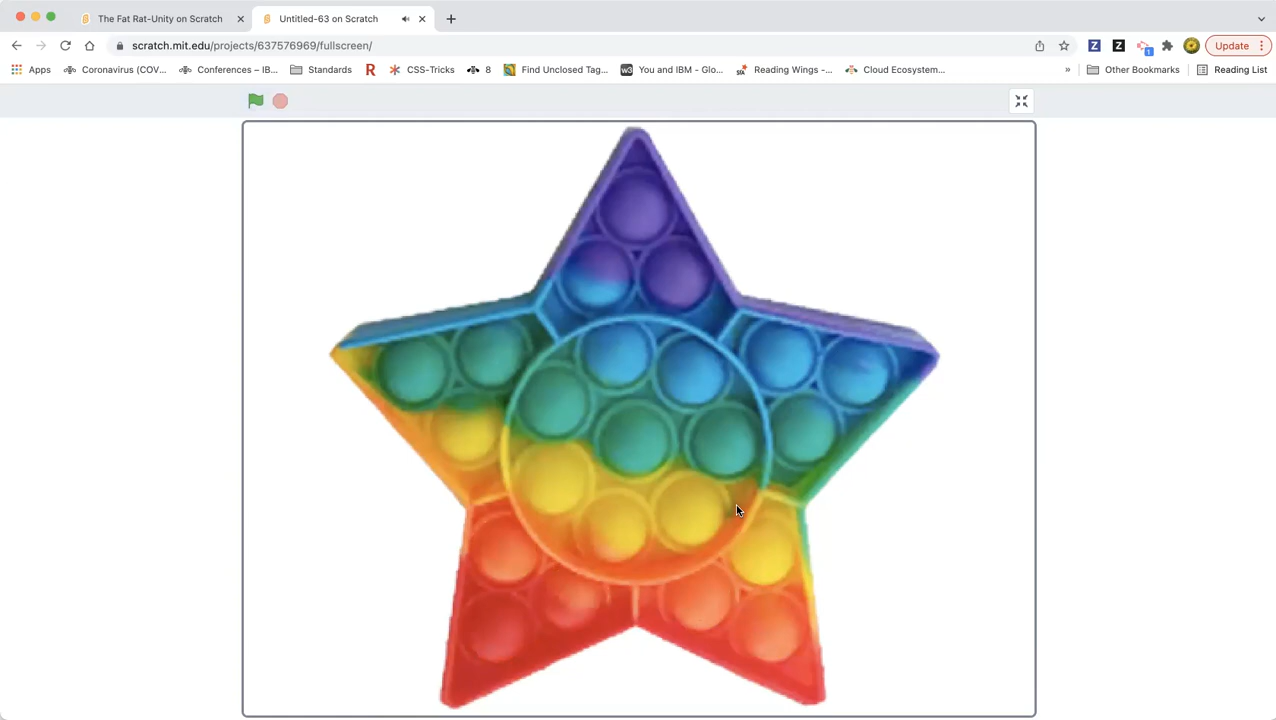 The Fat Rat-Unity on Scratch
Untitled-63 on Scratch
scratch.mit.edu/projects/637576969/fullscreen/
1
Update
Apps
Coronavirus (COV...
Conferences – IB...
Standards
R
CSS-Tricks
8
Find Unclosed Tag...
w3
You and IBM - Glo...
Reading Wings -...
Cloud Ecosystem...
»
Other Bookmarks
Reading List